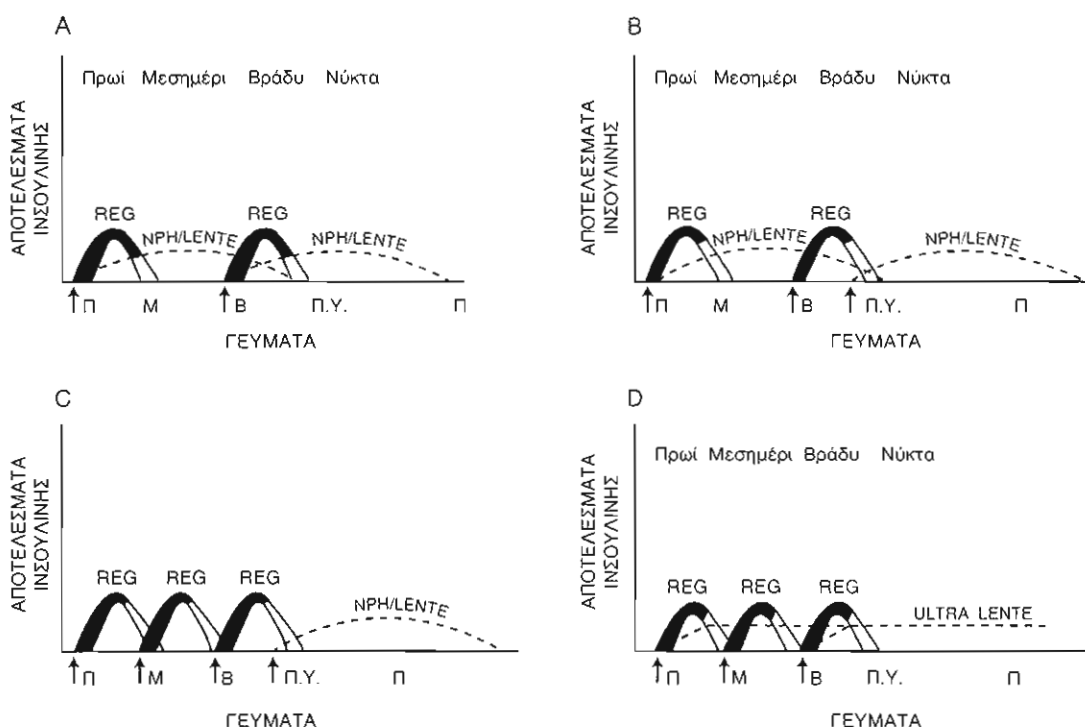 A
ΑΠΟΤΕΛΕΣΜΑΤΑ
ΙΝΣΟΥΛΙΝΗΣ
Πρωί Μεσημέρι Βράδυ Νύκτα
REG REG
NPH/LENTE NPH/LENTE
Π Μ Β Π.Υ. Π
ΓΕΥΜΑΤΑ
B
ΑΠΟΤΕΛΕΣΜΑΤΑ
ΙΝΣΟΥΛΙΝΗΣ
Πρωί Μεσημέρι Βράδυ Νύκτα
REG REG
NPH/LENTE NPH/LENTE
Π Β Π.Υ. Π
ΓΕΥΜΑΤΑ
C
ΑΠΟΤΕΛΕΣΜΑΤΑ
ΙΝΣΟΥΛΙΝΗΣ
REG REG REG
NPH/LENTE
Π Μ Β Π.Υ. Π
ΓΕΥΜΑΤΑ
D
ΑΠΟΤΕΛΕΣΜΑΤΑ
ΙΝΣΟΥΛΙΝΗΣ
Πρωί Μεσημέρι Βράδυ Νύκτα
REG REG REG
ULTRA LENTE
Π Μ Β Π.Υ. Π
ΓΕΥΜΑΤΑ